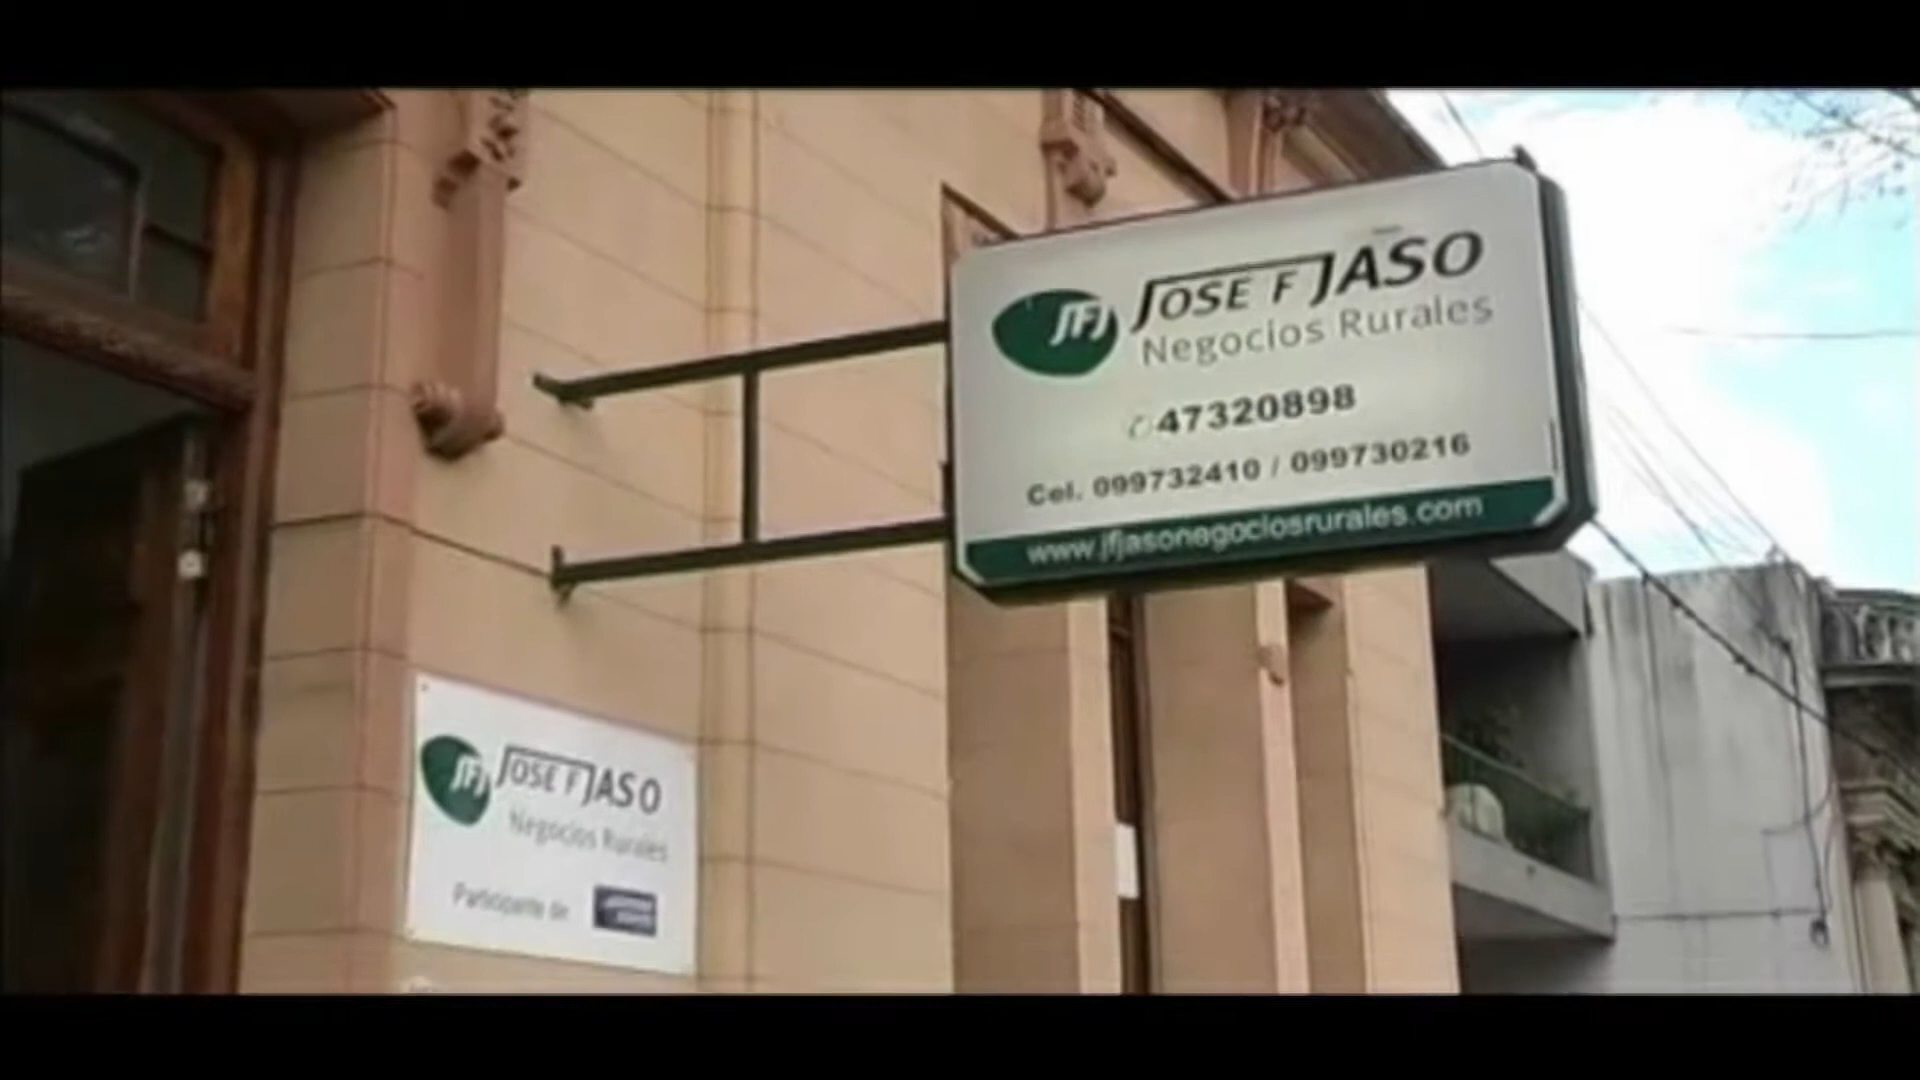 JFJ
JOSE F JASO
Negocios Rurales
47320898
Cel. 099732410 / 099730216
www.jfjasonegociosrurales.com
JFJ
JOSE F JASO
Negocios Rurales
Participante de